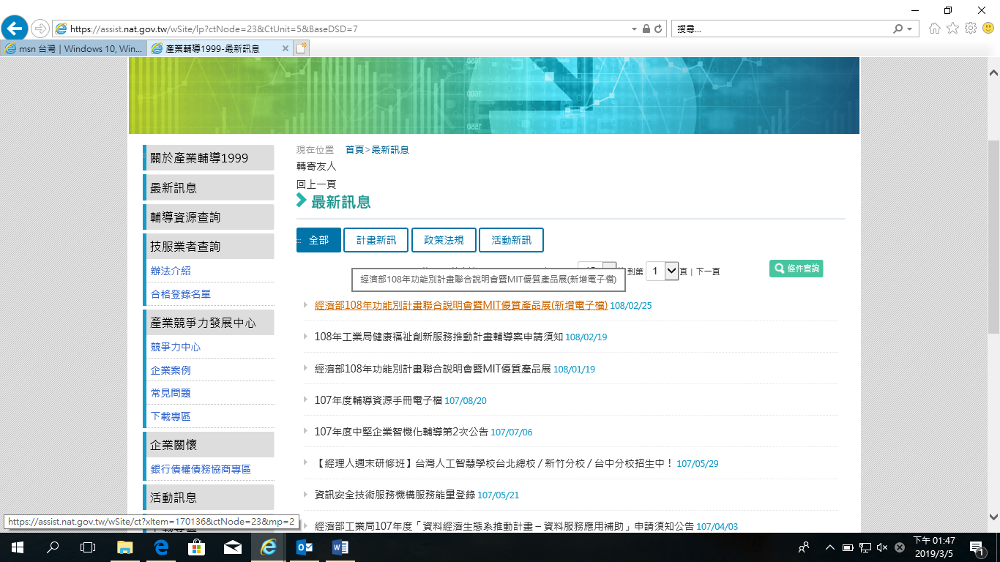 https://assist.nat.gov.tw/wSite/lp?ctNode=23&CtUnit=5&BaseDSD=7
搜尋...
msn 台灣 | Windows 10, Win...
產業輔導1999-最新訊息
1500
1550
關於產業輔導1999
最新訊息
輔導資源查詢
技服業者查詢
辦法介紹
合格登錄名單
產業競爭力發展中心
競爭力中心
企業案例
常見問題
下載專區
企業關懷
銀行債權債務協商專區
活動訊息
現在位置 首頁>最新訊息
轉寄友人
回上一頁
最新訊息
全部 計畫新訊 政策法規 活動新訊
到第 1 頁 | 下一頁
條件查詢
經濟部108年功能別計畫聯合說明會暨MIT優質產品展(新增電子檔)
經濟部108年功能別計畫聯合說明會暨MIT優質產品展(新增電子檔) 108/02/25
108年工業局健康福祉創新服務推動計畫輔導案申請須知 108/02/19
經濟部108年功能別計畫聯合說明會暨MIT優質產品展 108/01/19
107年度輔導資源手冊電子檔 107/08/20
107年度中堅企業智機化輔導第2次公告 107/07/06
【經理人週末研修班】台灣人工智慧學校台北總校 / 新竹分校 / 台中分校招生中！ 107/05/29
資訊安全技術服務機構服務能量登錄 107/05/21
經濟部工業局107年度「資料經濟生態系推動計畫－資料服務應用補助」申請須知公告 107/04/03
https://assist.nat.gov.tw/wSite/ct?xItem=170136&ctNode=23&mp=2
下午 01:47
2019/3/5
1